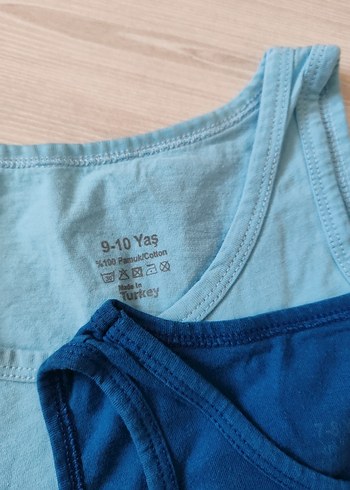 9-10 Yaş
%100 Pamuk/Cotton
Made in
Turkey